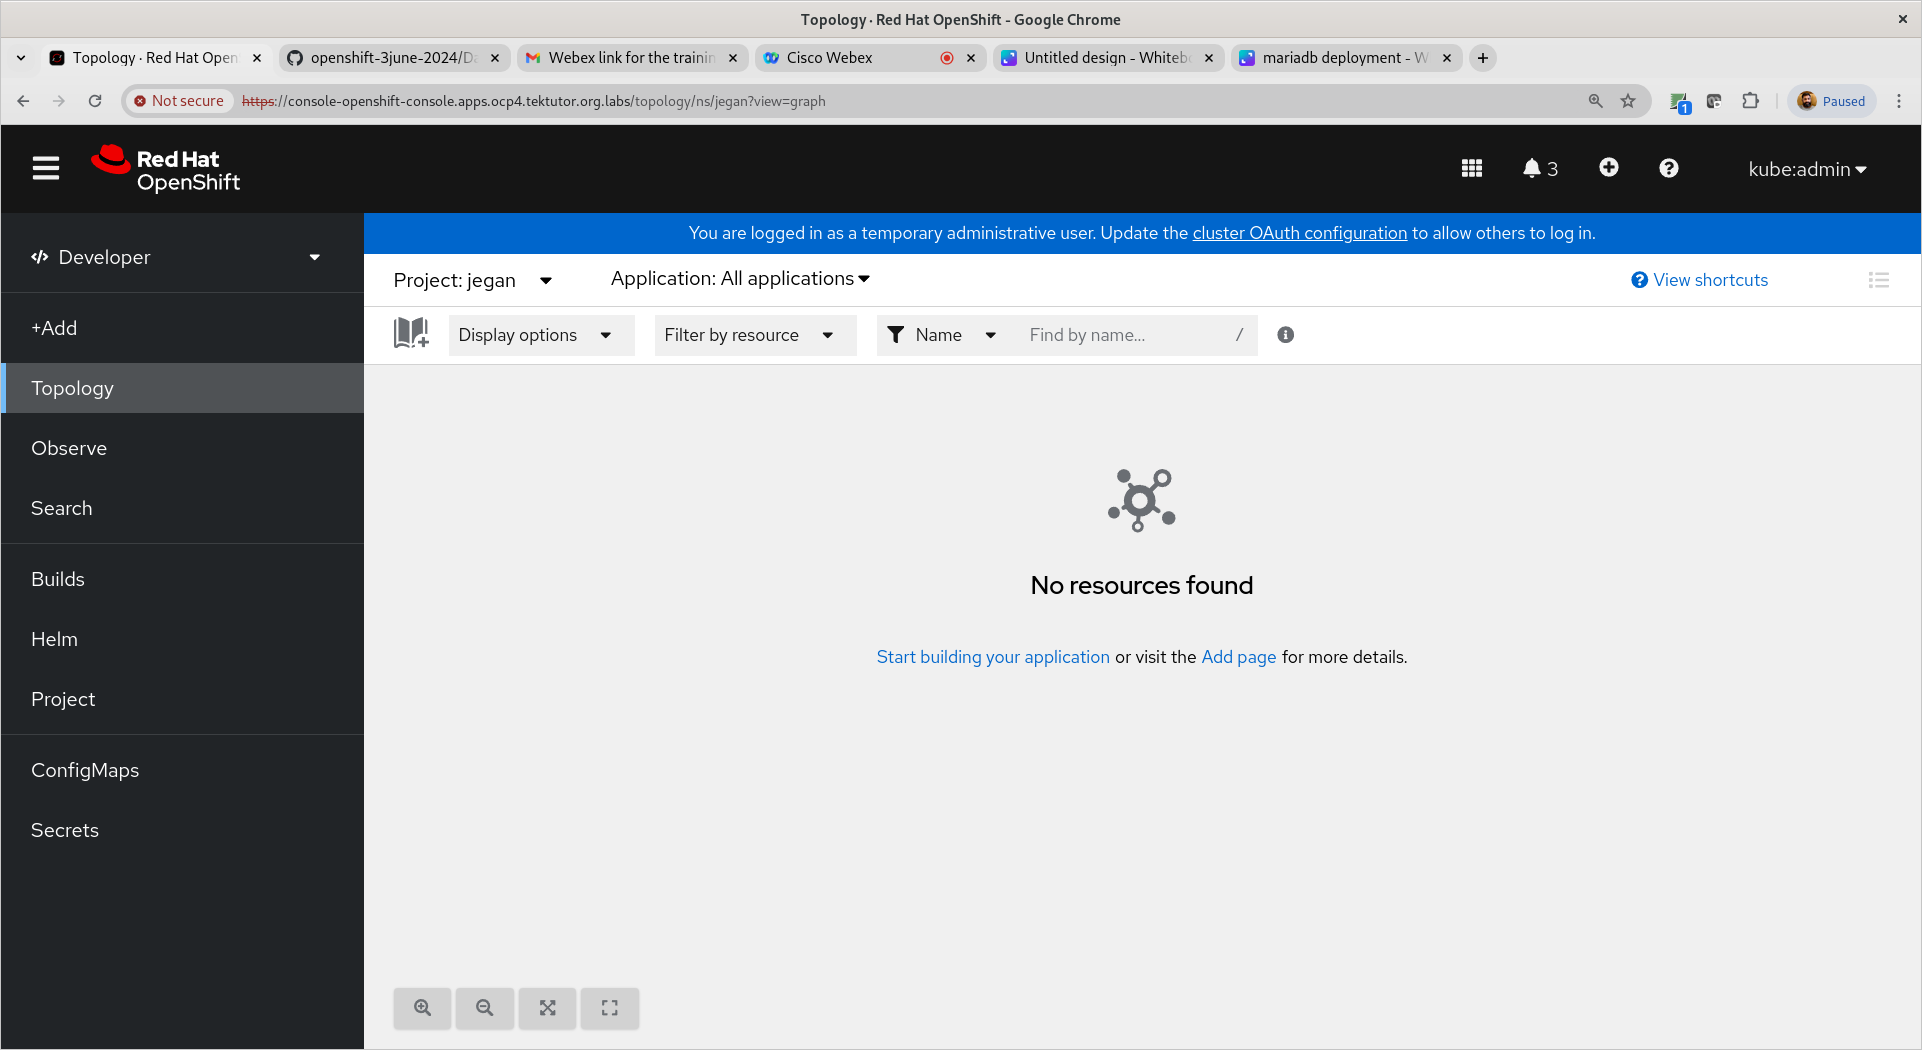 Topology · Red Hat OpenShift - Google Chrome
Topology · Red Hat Open
openshift-3june-2024/Da
Webex link for the trainin
Cisco Webex
Untitled design - Whitebo
mariadb deployment - W
Not secure
https://console-openshift-console.apps.ocp4.tektutor.org.labs/topology/ns/jegan?view=graph
1
Paused
Red Hat
OpenShift
3
kube:admin
Developer
You are logged in as a temporary administrative user. Update the cluster OAuth configuration to allow others to log in.
Project: jegan
Application: All applications
View shortcuts
Display options
Filter by resource
Name
Find by name...
/
+Add
Topology
Observe
Search
Builds
Helm
Project
ConfigMaps
Secrets
No resources found
Start building your application or visit the Add page for more details.